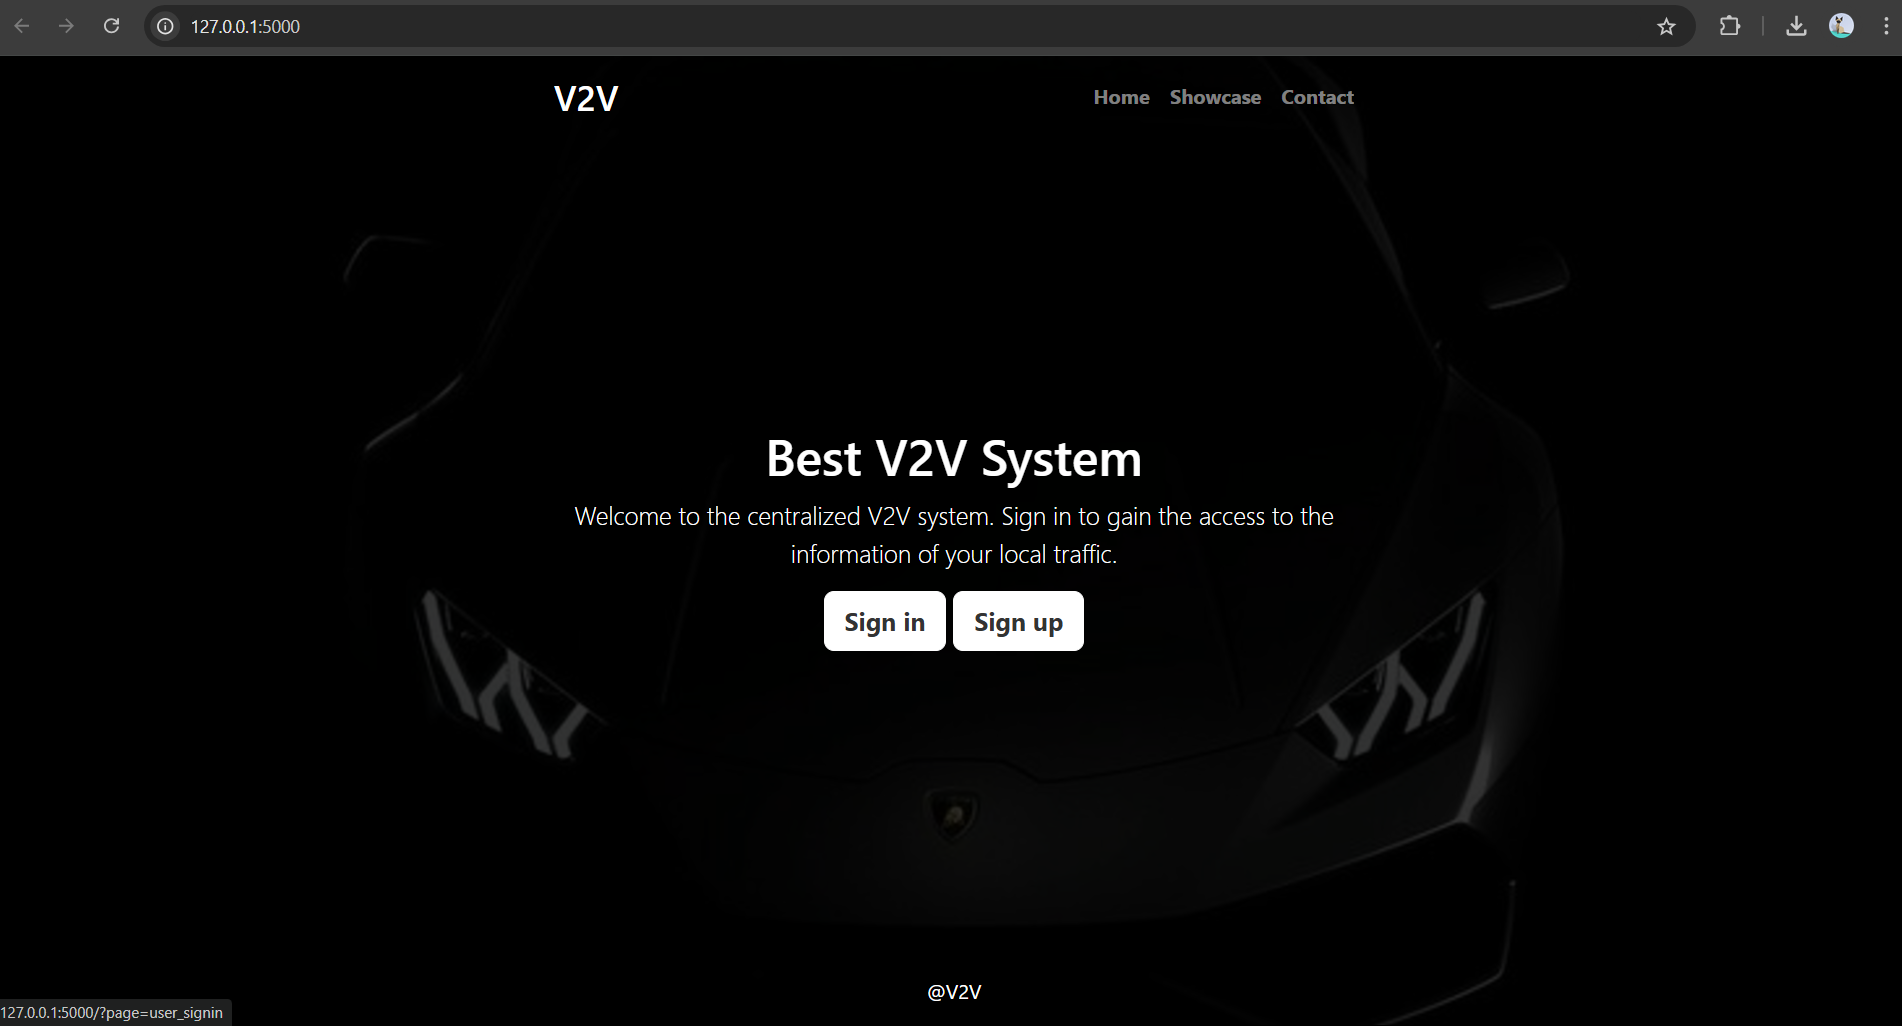 127.0.0.1:5000
V2V
Home Showcase Contact
Best V2V System
Welcome to the centralized V2V system. Sign in to gain the access to the
information of your local traffic.
Sign in Sign up
@V2V
127.0.0.1:5000/?page=user_signin